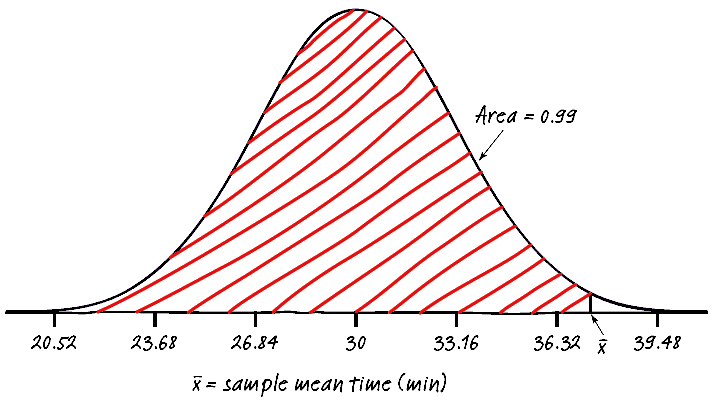 Area = 0.99
20.52 23.68 26.84 30 33.16 36.32 x̄ 39.48
x̄ = sample mean time (min)